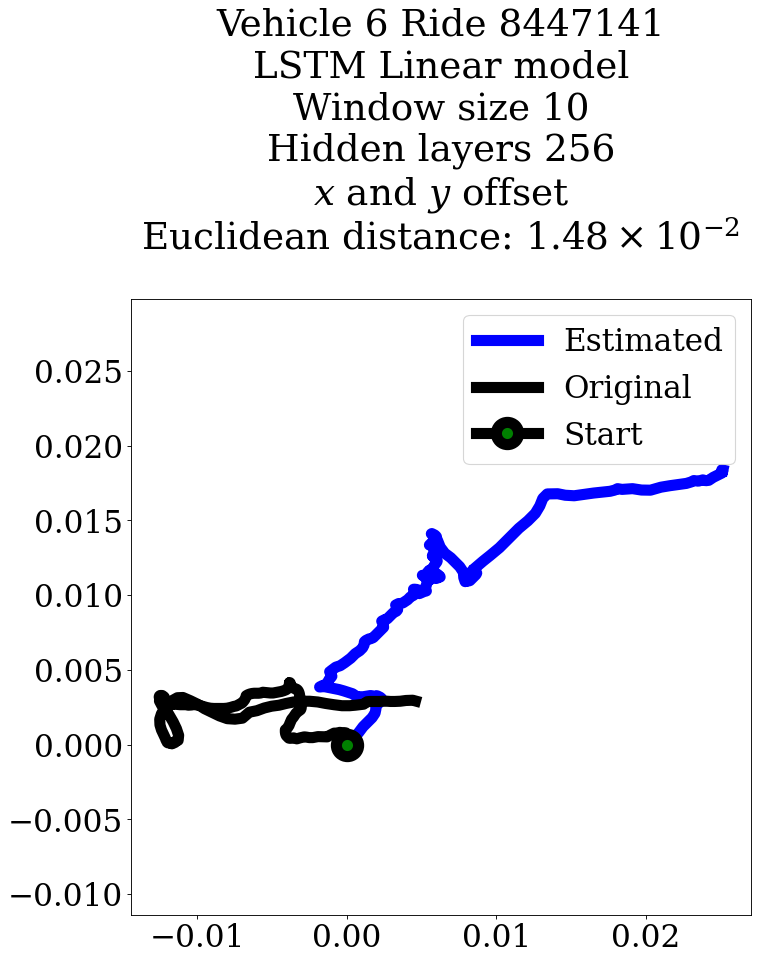 Vehicle 6 Ride 8447141
LSTM Linear model
Window size 10
Hidden layers 256
x and y offset
Euclidean distance: 1.48 × 10⁻²
Estimated
Original
Start
0.025
0.020
0.015
0.010
0.005
0.000
−0.005
−0.010
−0.01 0.00 0.01 0.02